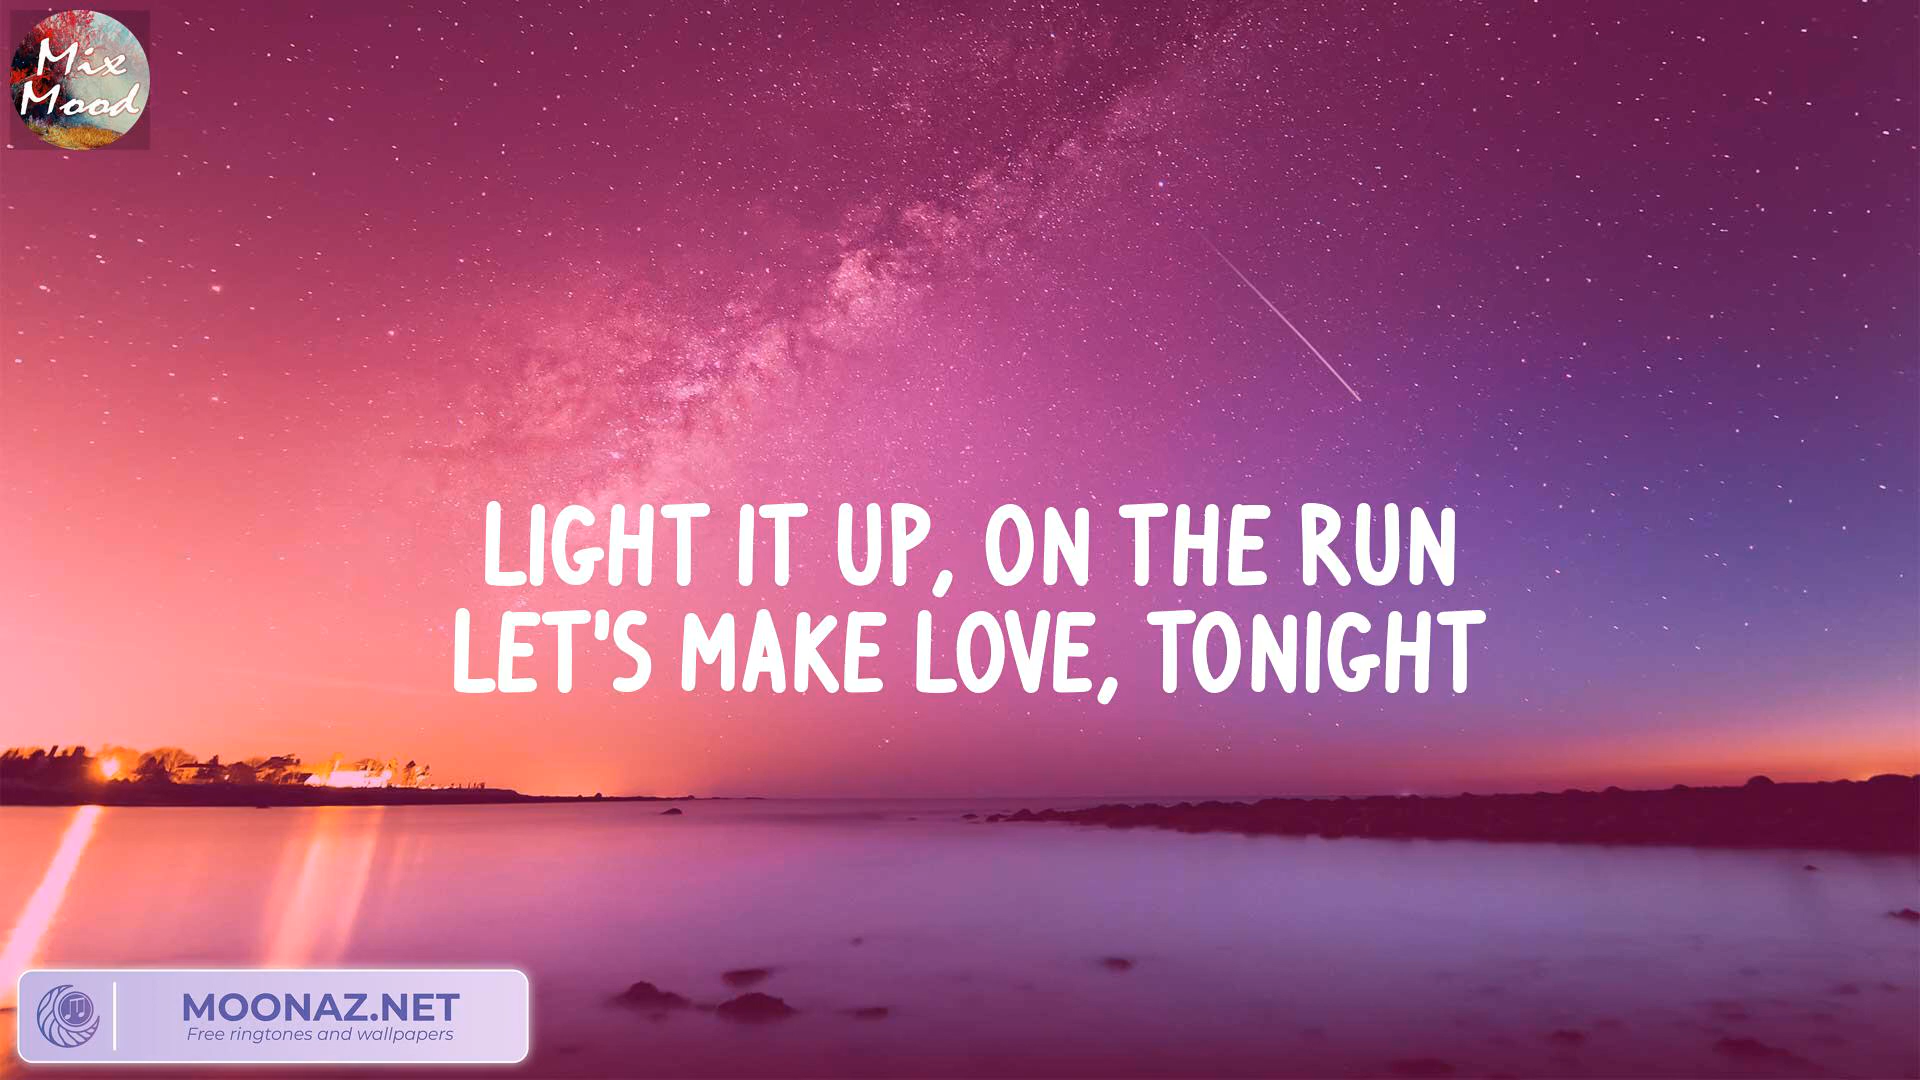 Mix
Mood
LIGHT IT UP, ON THE RUN
LET'S MAKE LOVE, TONIGHT
MOONAZ.NET
Free ringtones and wallpapers